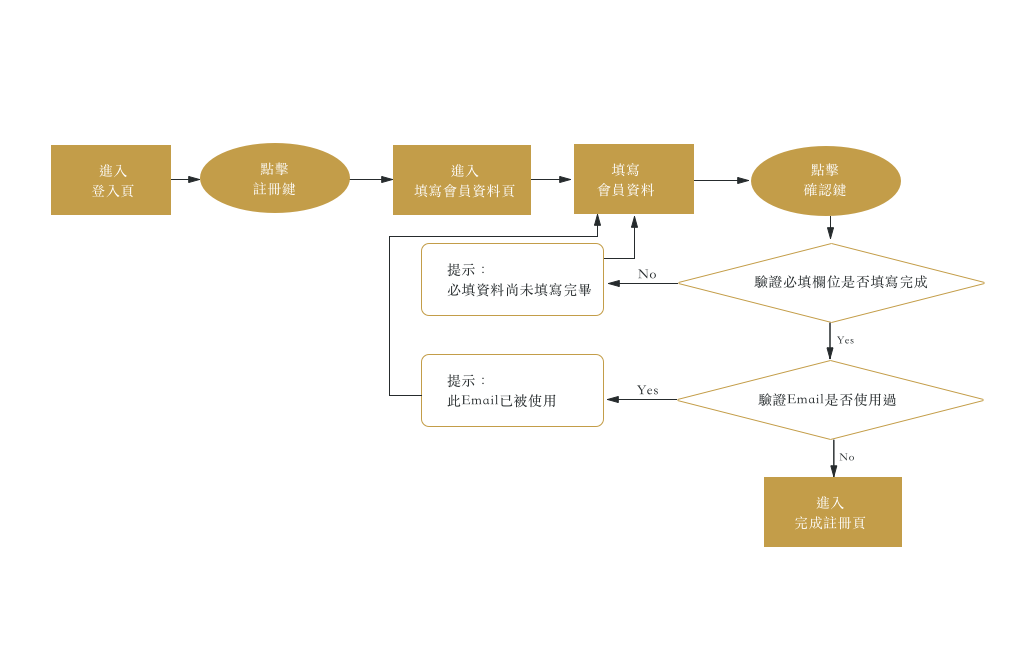 進入
登入頁
點擊
註冊鍵
進入
填寫會員資料頁
填寫
會員資料
點擊
確認鍵
提示：
必填資料尚未填寫完畢
No
驗證必填欄位是否填寫完成
Yes
提示：
此Email已被使用
Yes
驗證Email是否使用過
No
進入
完成註冊頁